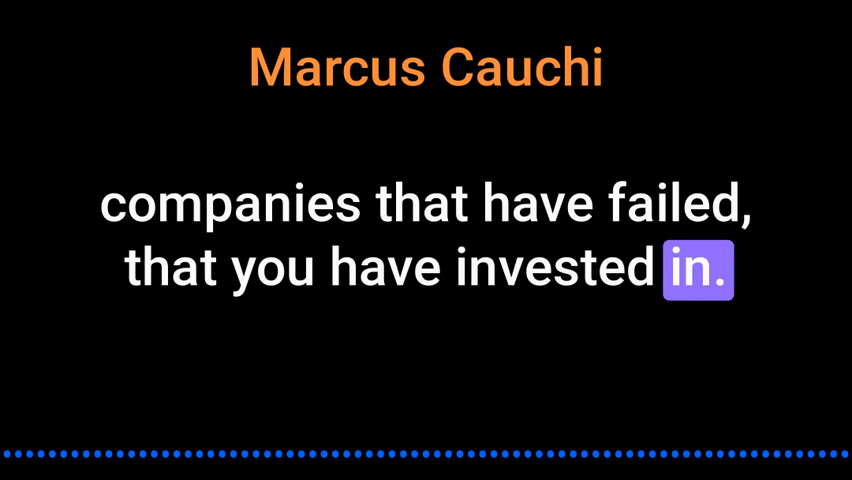 Marcus Cauchi
companies that have failed,
that you have invested in.